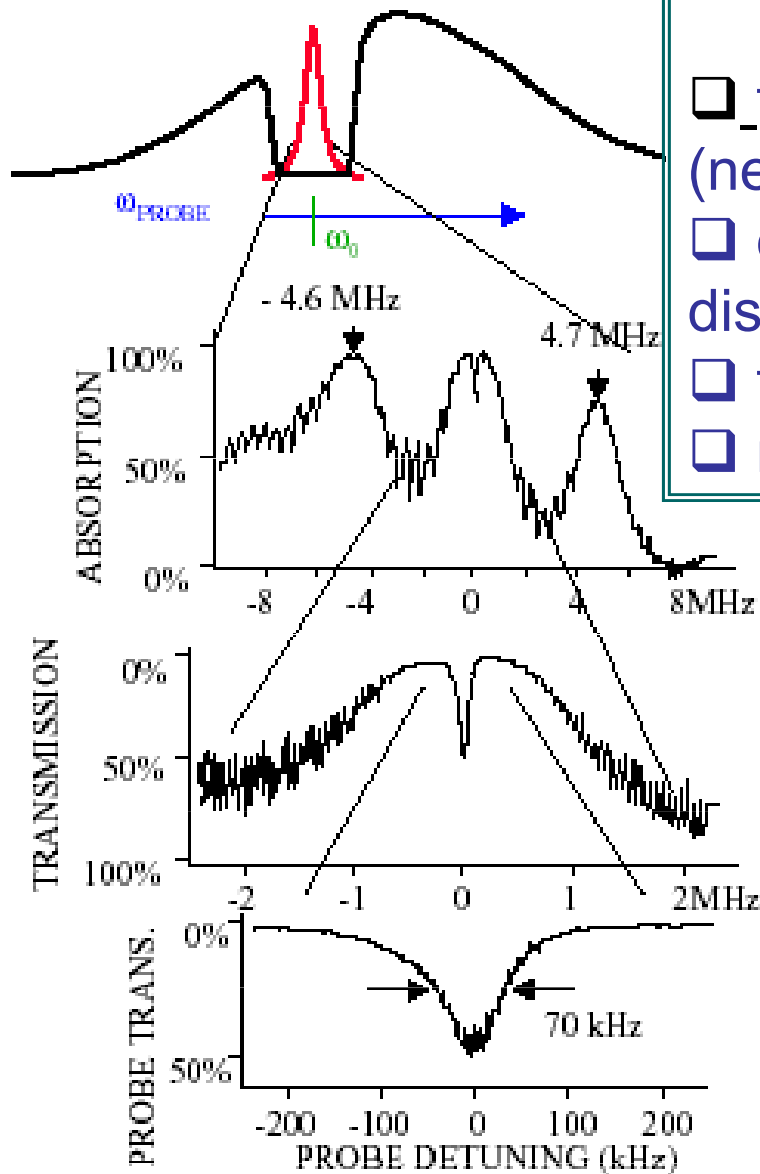 (ne
dis
ω PROBE
ω0
- 4.6 MHz
4.7 MHz
ABSORPTION
100%
50%
0%
-8 -4 0 4 8MHz
TRANSMISSION
0%
50%
100%
-2 -1 0 1 2MHz
PROBE TRANS.
0%
50%
70 kHz
-200 -100 0 100 200
PROBE DETUNING (kHz)